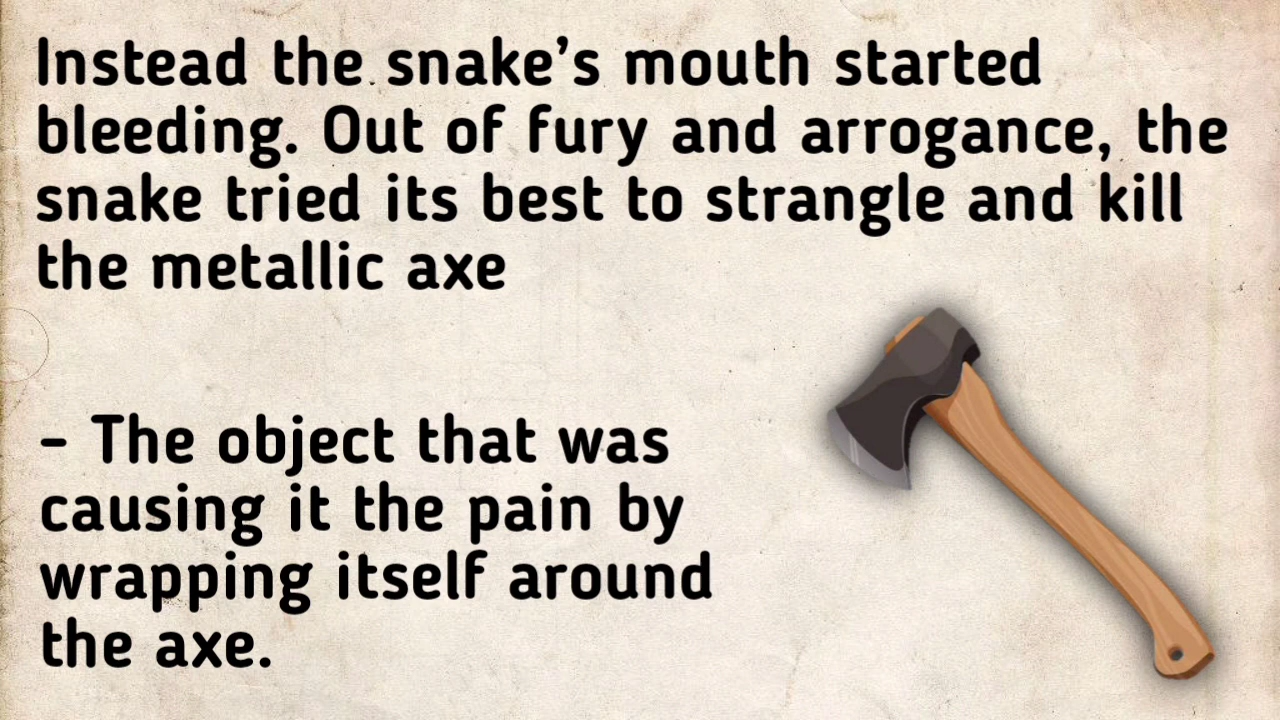 Instead the snake’s mouth started
bleeding. Out of fury and arrogance, the
snake tried its best to strangle and kill
the metallic axe
- The object that was
causing it the pain by
wrapping itself around
the axe.